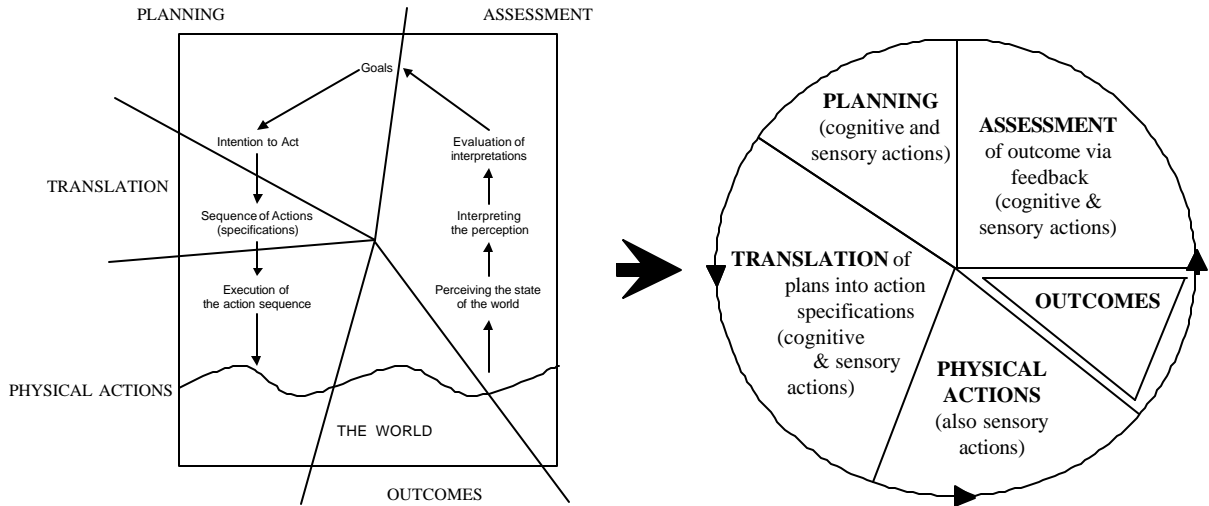 PLANNING
ASSESSMENT
Goals
Intention to Act
Evaluation of
interpretations
TRANSLATION
Sequence of Actions
(specifications)
Interpreting
the perception
Execution of
the action sequence
Perceiving the state
of the world
PHYSICAL ACTIONS
THE WORLD
OUTCOMES
PLANNING
(cognitive and
sensory actions)
ASSESSMENT
of outcome via
feedback
(cognitive &
sensory actions)
TRANSLATION of
plans into action
specifications
(cognitive
& sensory
actions)
OUTCOMES
PHYSICAL
ACTIONS
(also sensory
actions)